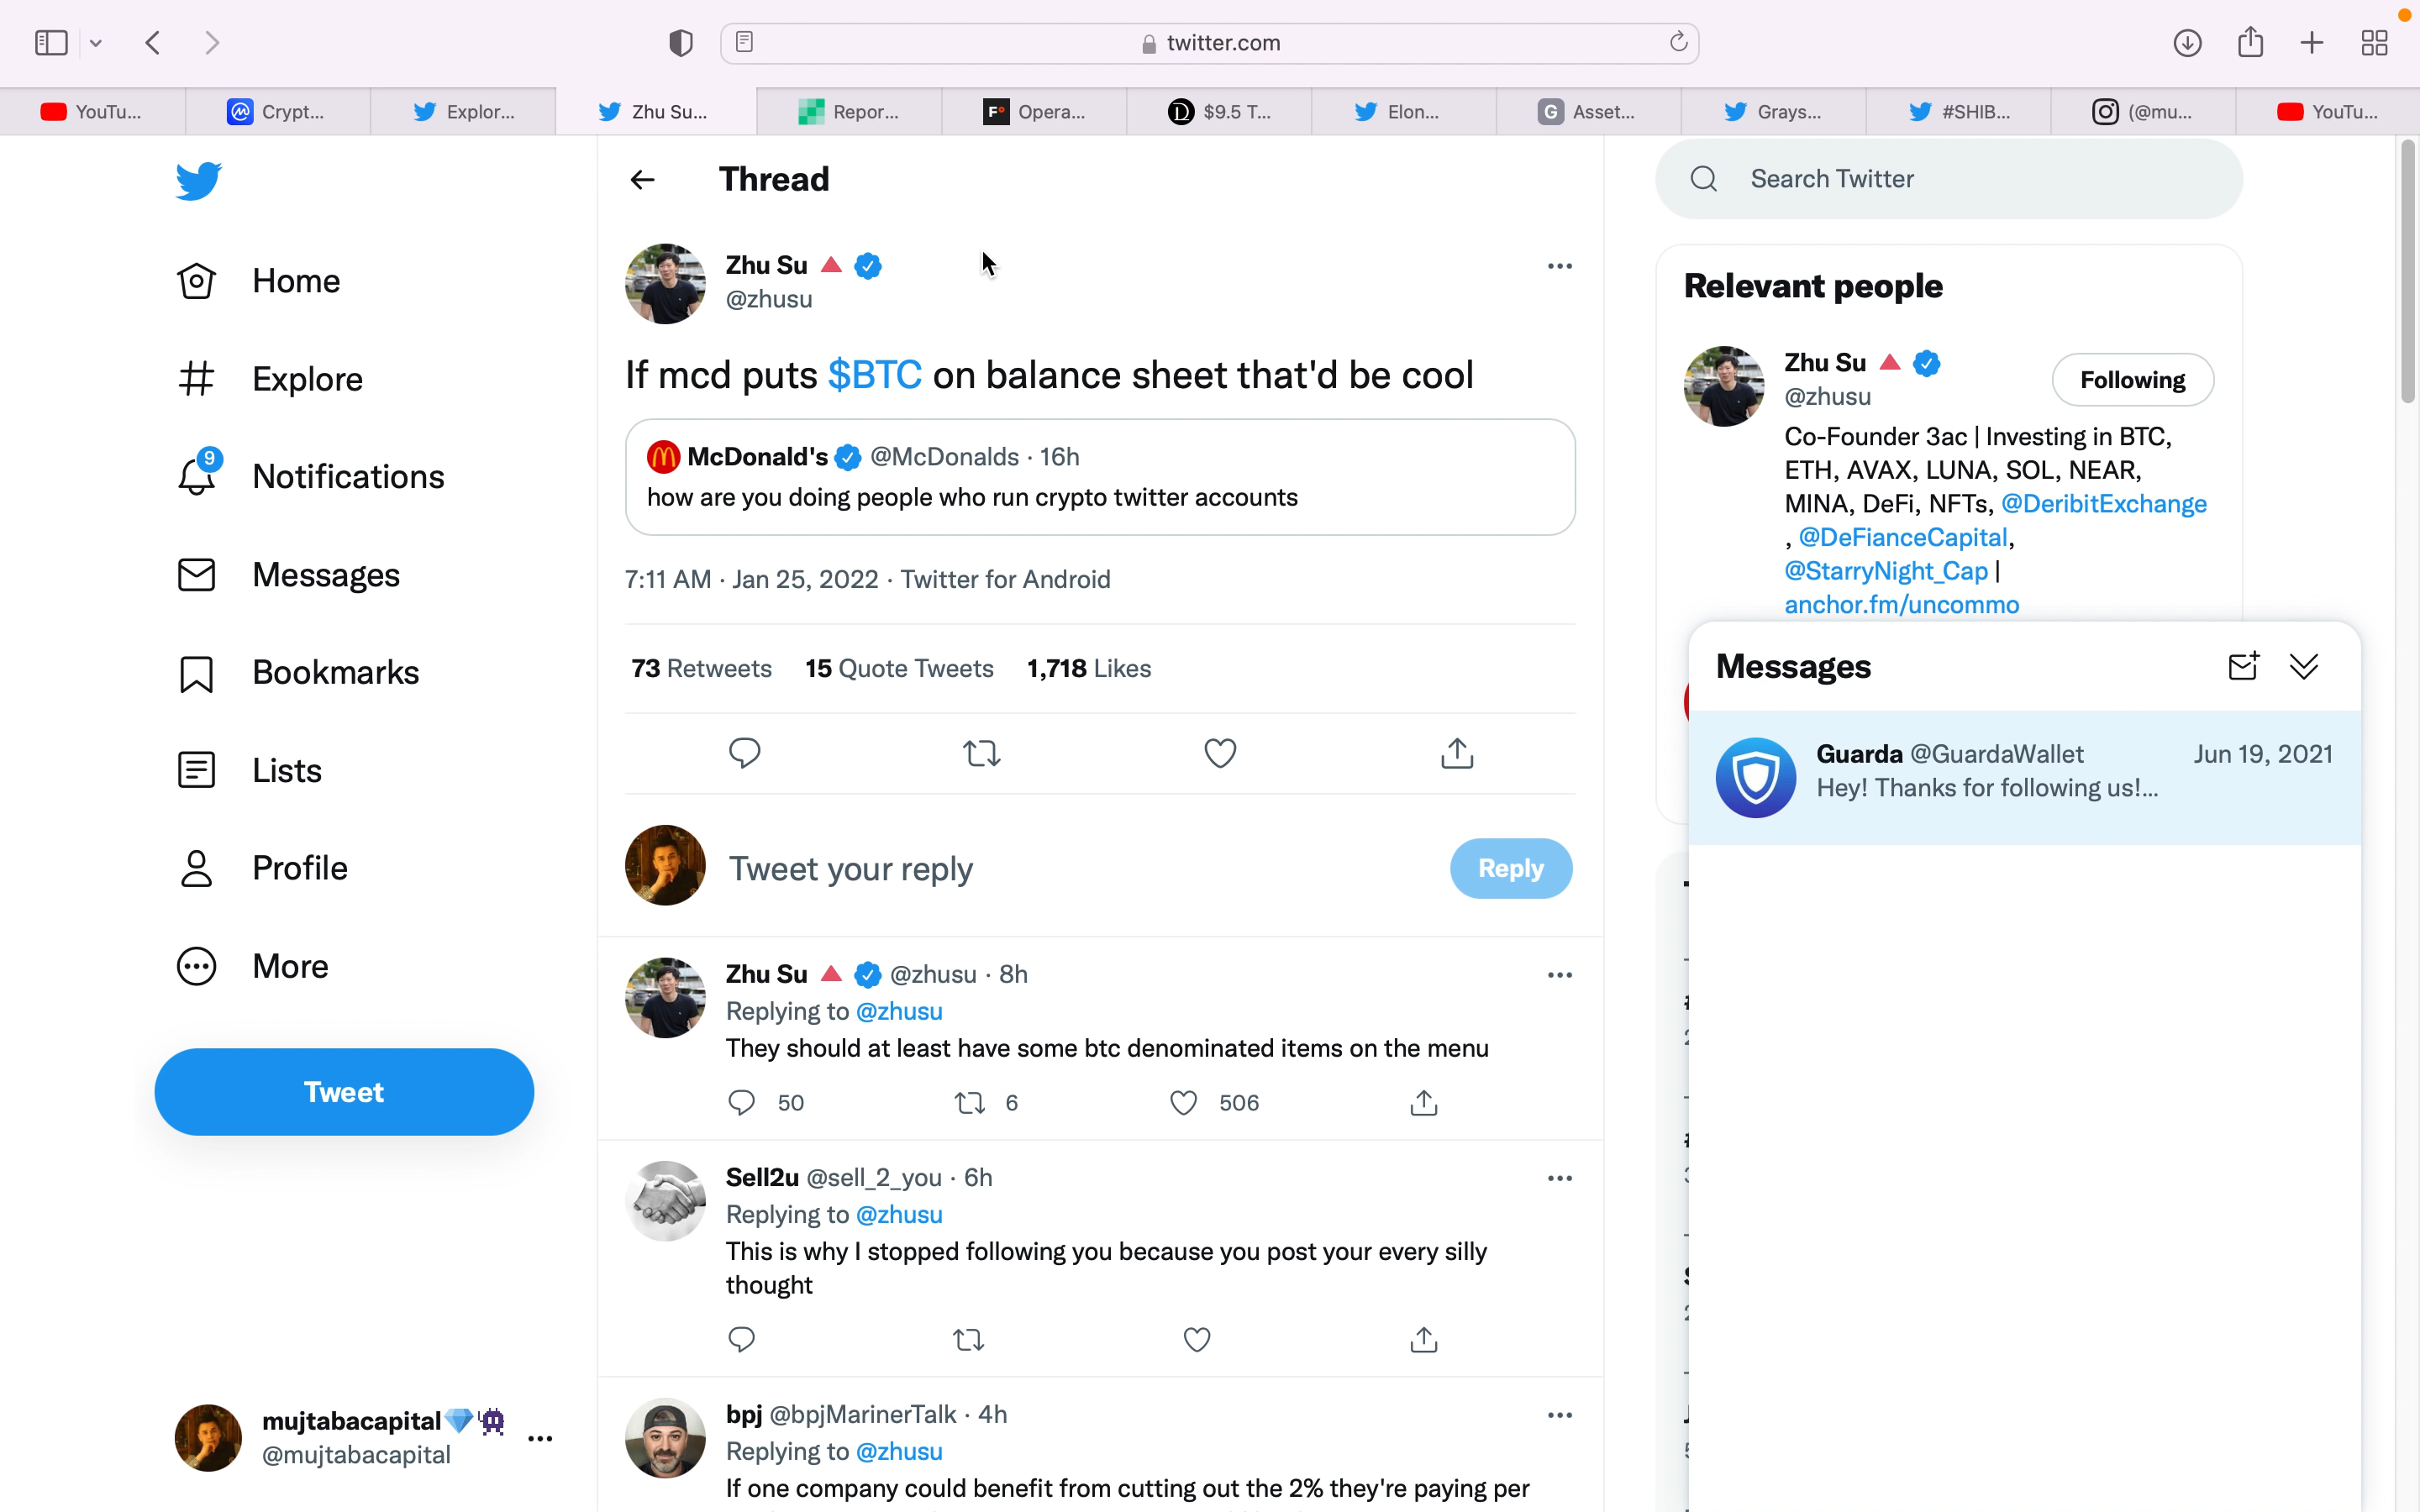 twitter.com
YouTu...
Crypt...
Explor...
Zhu Su...
Repor...
F
Opera...
D
$9.5 T...
Elon...
G
Asset...
Grays...
#SHIB...
(@mu...
YouTu...
Home
Explore
9
Notifications
Messages
Bookmarks
Lists
Profile
More
Tweet
mujtabacapital
@mujtabacapital
Thread
Zhu Su
@zhusu
If mcd puts $BTC on balance sheet that'd be cool
McDonald's @McDonalds · 16h
how are you doing people who run crypto twitter accounts
7:11 AM · Jan 25, 2022 · Twitter for Android
73 Retweets 15 Quote Tweets 1,718 Likes
Tweet your reply
Reply
Zhu Su @zhusu · 8h
Replying to @zhusu
They should at least have some btc denominated items on the menu
50 6 506
Sell2u @sell_2_you · 6h
Replying to @zhusu
This is why I stopped following you because you post your every silly
thought
bpj @bpjMarinerTalk · 4h
Replying to @zhusu
If one company could benefit from cutting out the 2% they're paying per
Search Twitter
Relevant people
Zhu Su
@zhusu
Following
Co-Founder 3ac | Investing in BTC,
ETH, AVAX, LUNA, SOL, NEAR,
MINA, DeFi, NFTs, @DeribitExchange
, @DeFianceCapital,
@StarryNight_Cap |
anchor.fm/uncommo
Messages
Guarda @GuardaWallet Jun 19, 2021
Hey! Thanks for following us!...